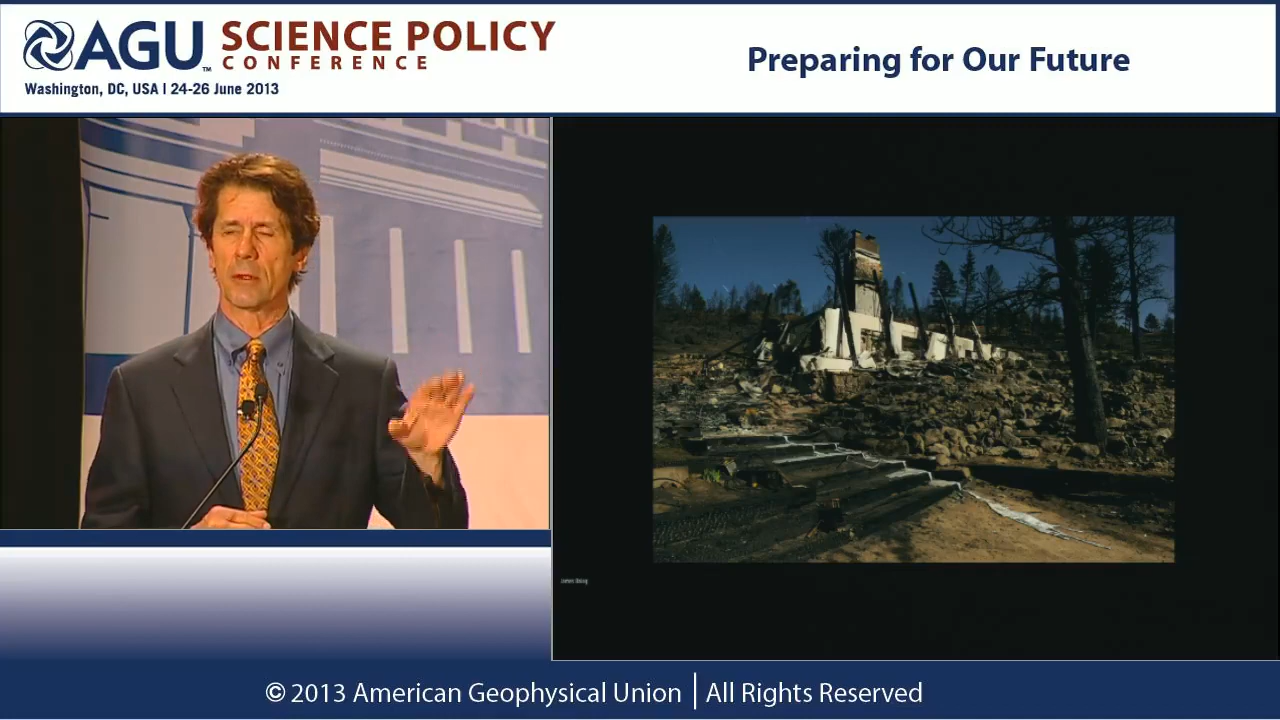 AGU™ SCIENCE POLICY
CONFERENCE
Washington, DC, USA | 24-26 June 2013
Preparing for Our Future
© 2013 American Geophysical Union | All Rights Reserved